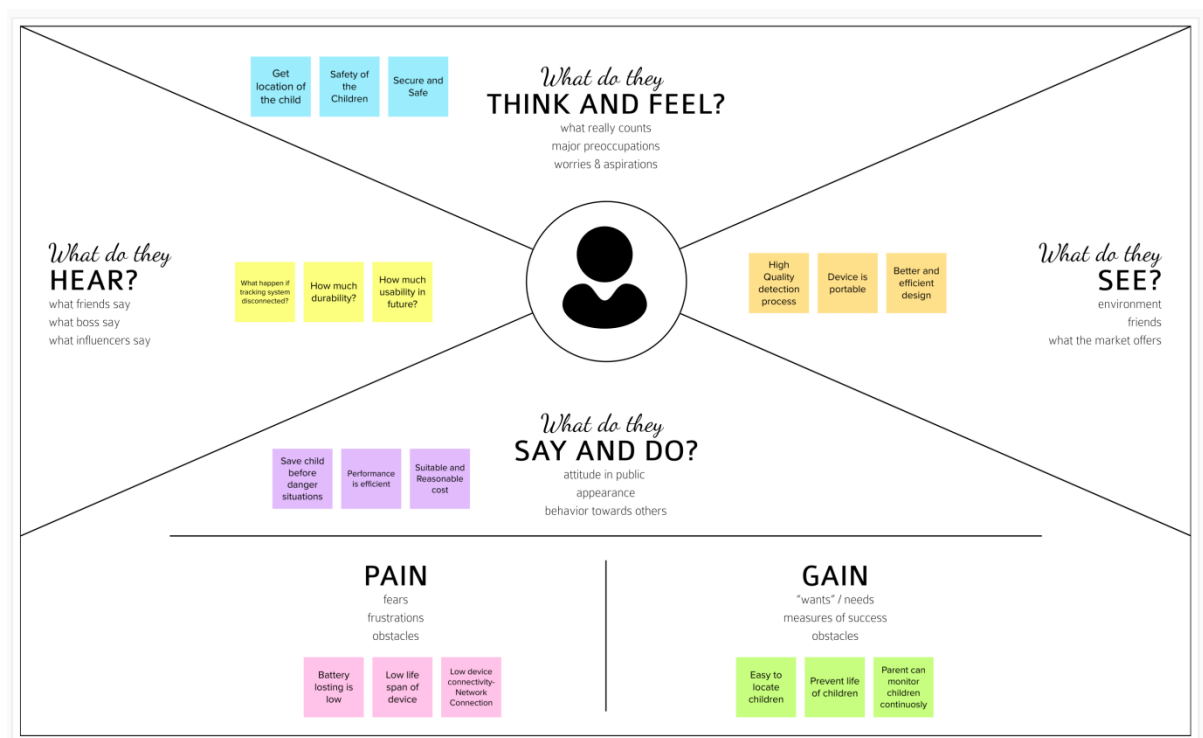 Get
location of
the child
Safety of
the
Children
Secure and
Safe
What do they
THINK AND FEEL?
what really counts
major preoccupations
worries & aspirations
What do they
HEAR?
what friends say
what boss say
what influencers say
What happen if
tracking system
disconnected?
How much
durability?
How much
usability in
future?
High
Quality
detection
process
Device is
portable
Better and
efficient
design
What do they
SEE?
environment
friends
what the market offers
What do they
SAY AND DO?
attitude in public
appearance
behavior towards others
Save child
before
danger
situations
Performance
is efficient
Suitable and
Reasonable
cost
PAIN
fears
frustrations
obstacles
Battery
losting is
low
Low life
span of
device
Low device
connectivity-
Network
Connection
GAIN
"wants" / needs
measures of success
obstacles
Easy to
locate
children
Prevent life
of children
Parent can
monitor
children
continuosly